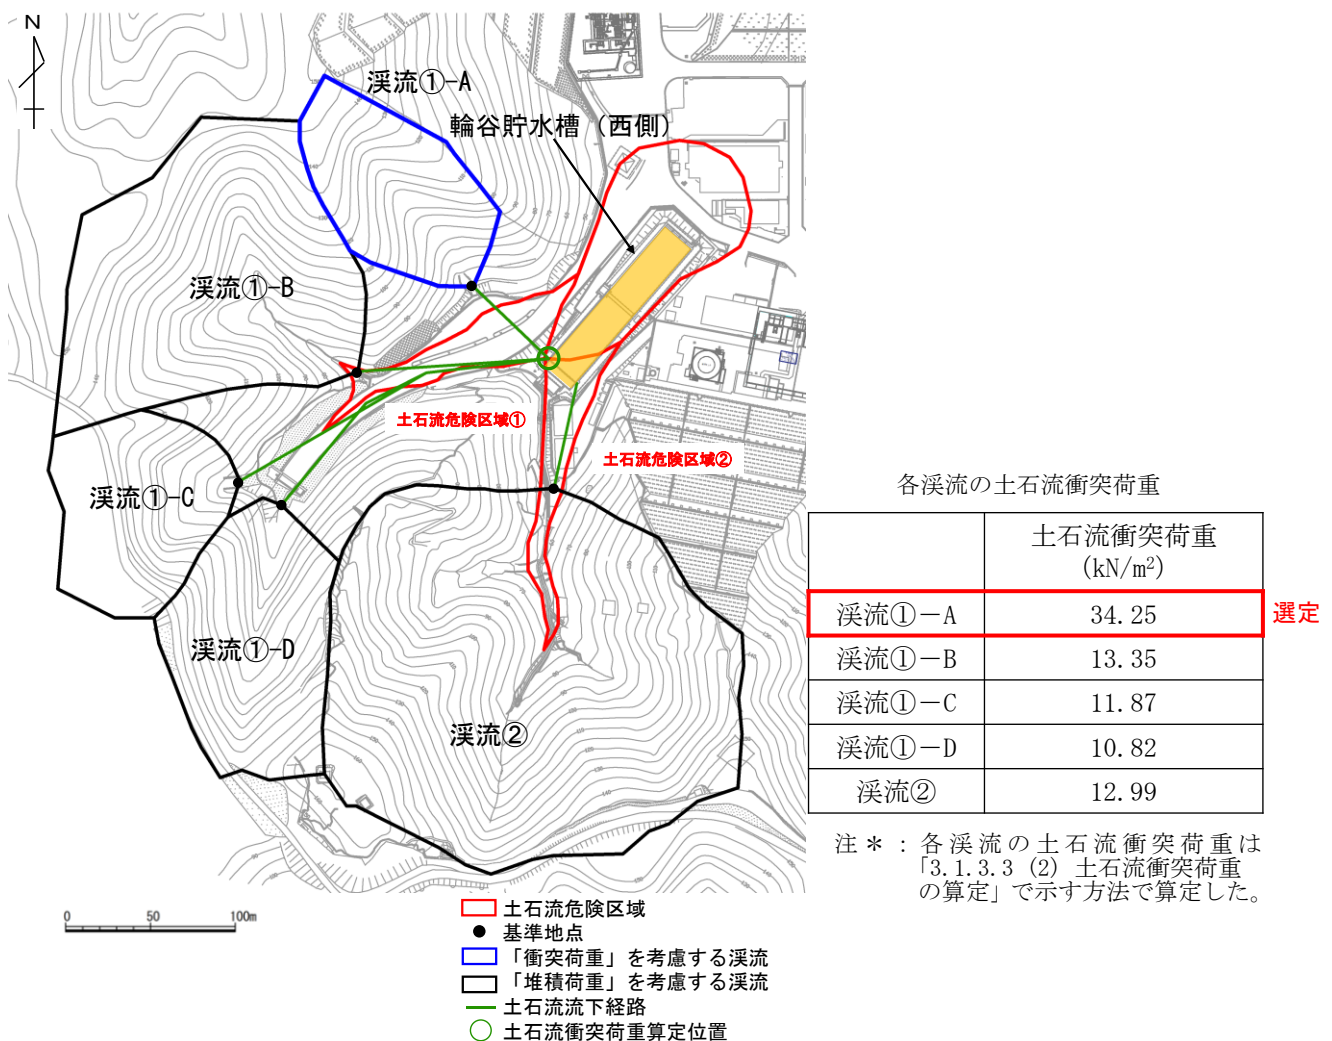 N
渓流①-A
輪谷貯水槽（西側）
渓流①-B
土石流危険区域①
土石流危険区域②
渓流①-C
渓流①-D
渓流②
0 50 100m
土石流危険区域
基準地点
「衝突荷重」を考慮する渓流
「堆積荷重」を考慮する渓流
土石流流下経路
土石流衝突荷重算定位置
各渓流の土石流衝突荷重
土石流衝突荷重
(kN/m²)
渓流①－A 34.25 選定
渓流①－B 13.35
渓流①－C 11.87
渓流①－D 10.82
渓流② 12.99
注＊：各渓流の土石流衝突荷重は
「3.1.3.3 (2) 土石流衝突荷重
の算定」で示す方法で算定した。